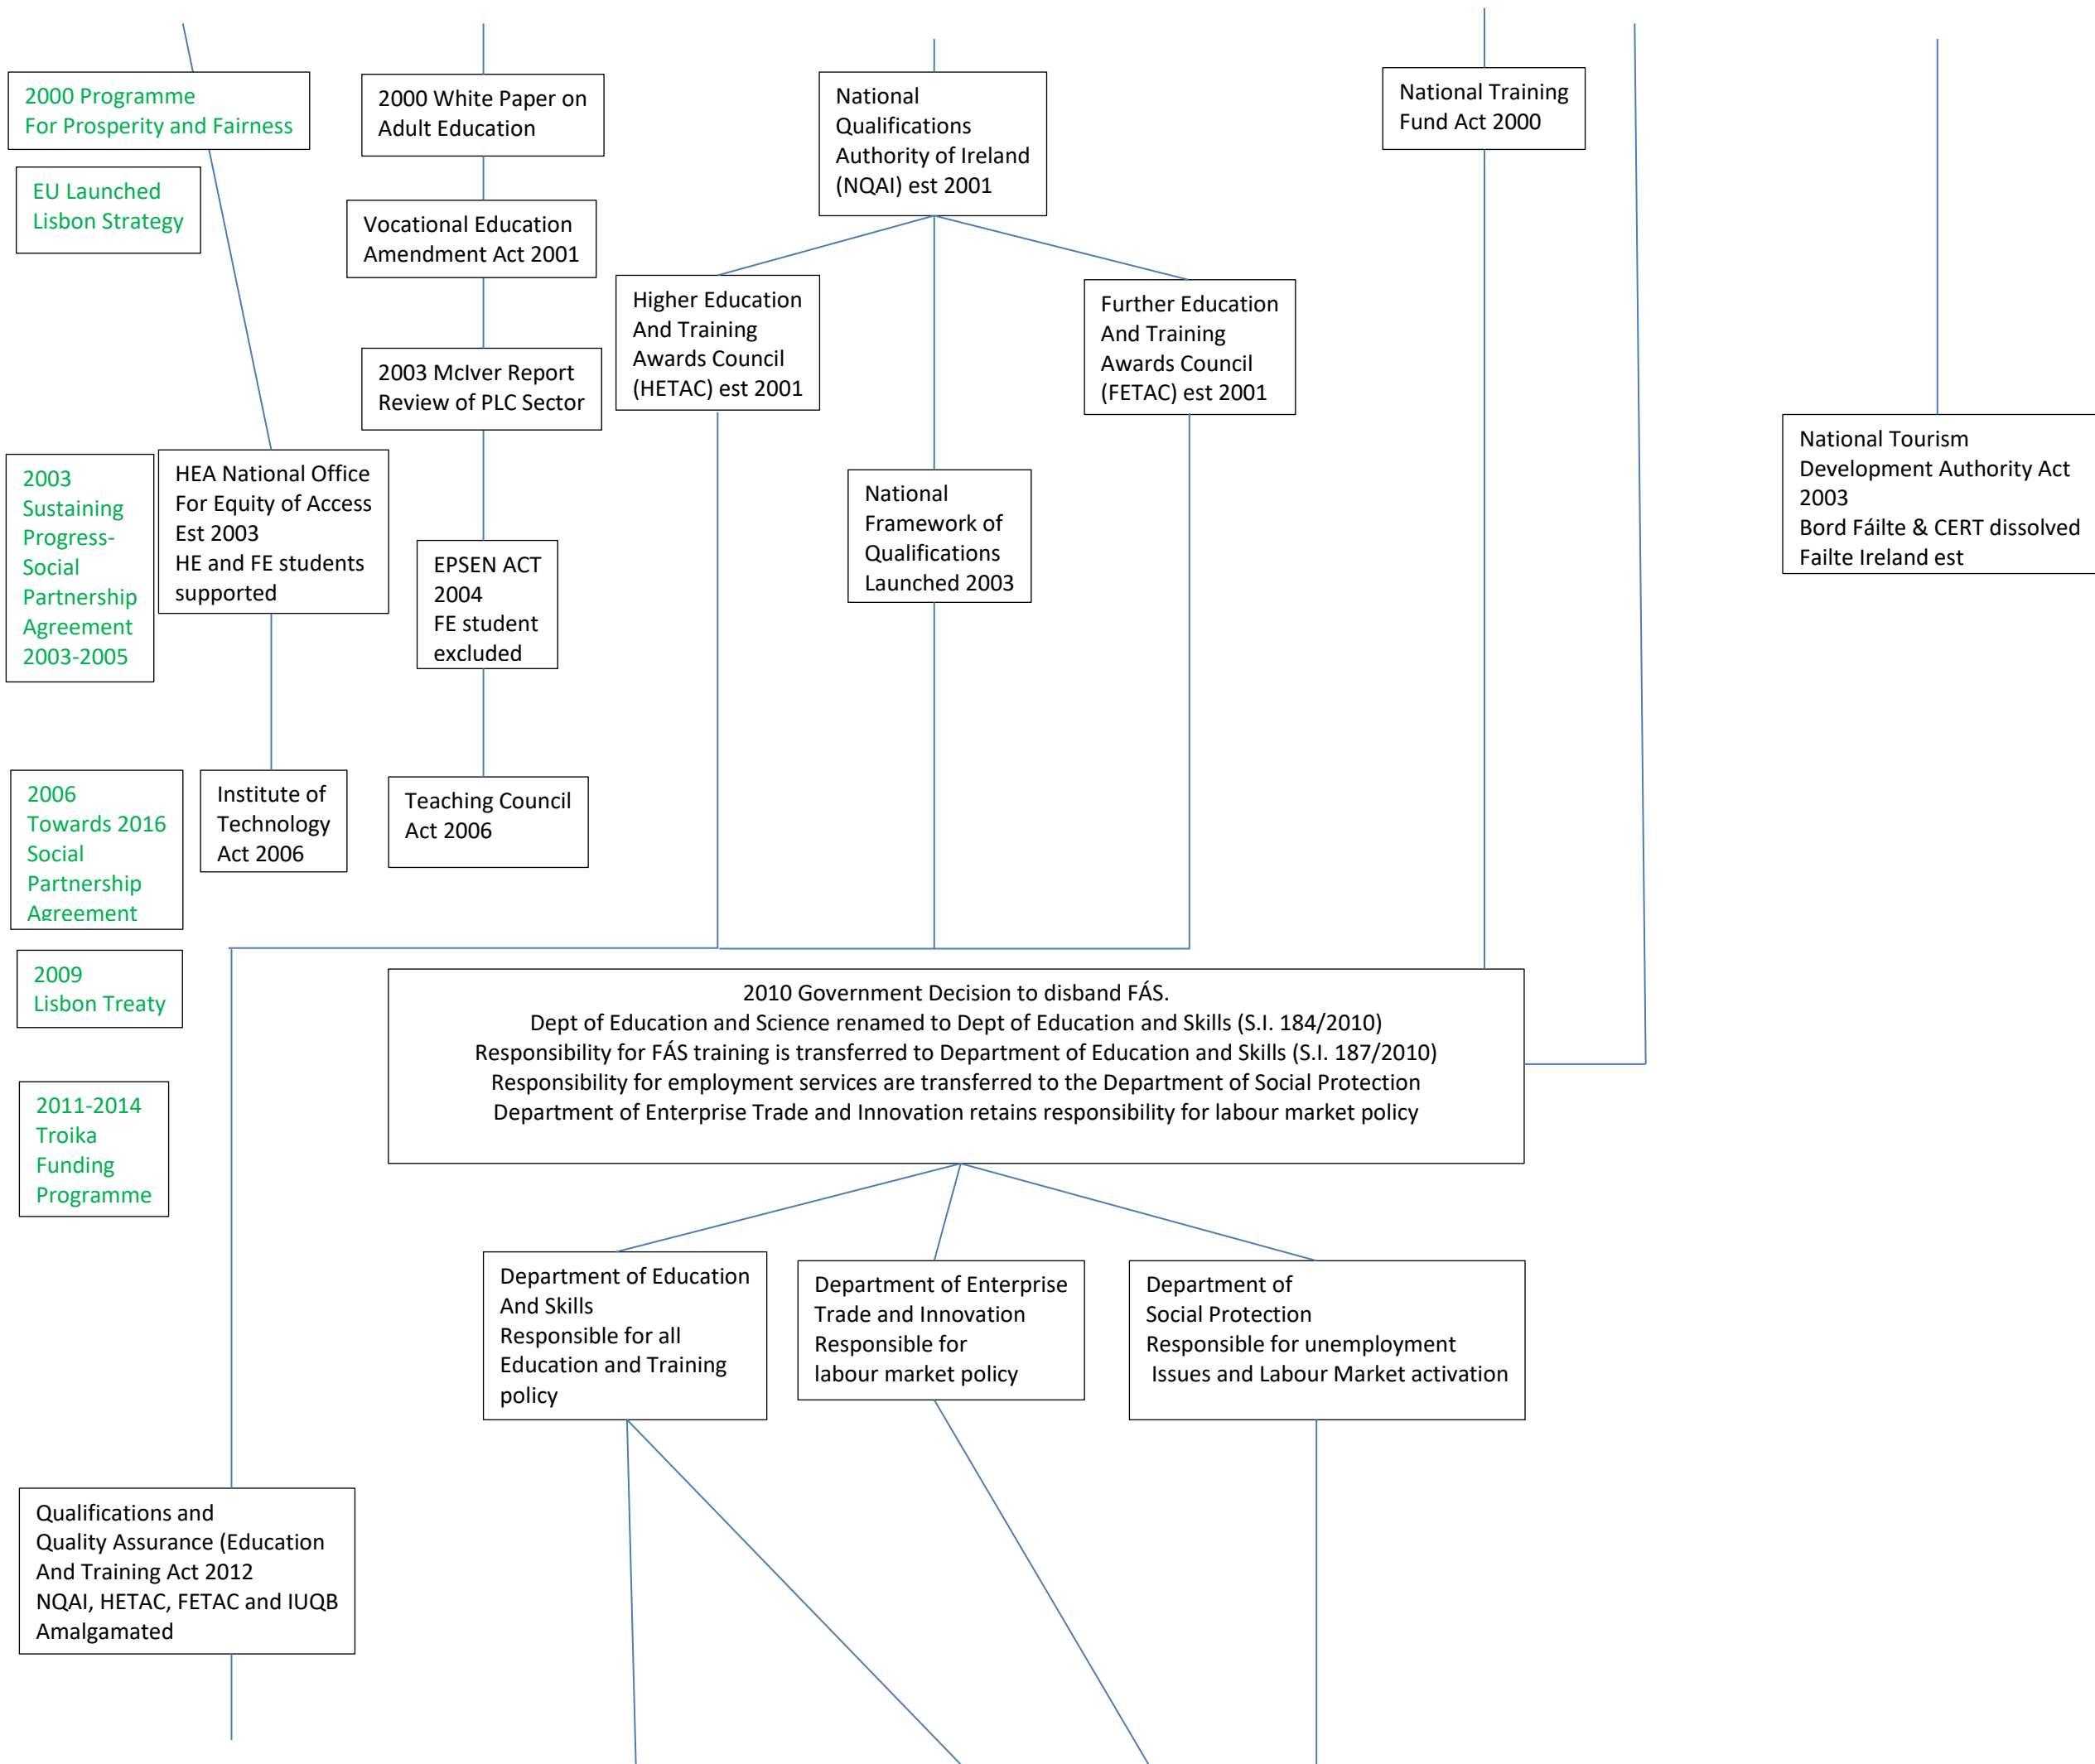 2000 Programme
For Prosperity and Fairness
2000 White Paper on
Adult Education
National
Qualifications
Authority of Ireland
(NQAI) est 2001
National Training
Fund Act 2000
EU Launched
Lisbon Strategy
Vocational Education
Amendment Act 2001
Higher Education
And Training
Awards Council
(HETAC) est 2001
Further Education
And Training
Awards Council
(FETAC) est 2001
2003 McIver Report
Review of PLC Sector
National Tourism
Development Authority Act
2003
Bord Fáilte & CERT dissolved
Failte Ireland est
2003
Sustaining
Progress-
Social
Partnership
Agreement
2003-2005
HEA National Office
For Equity of Access
Est 2003
HE and FE students
supported
National
Framework of
Qualifications
Launched 2003
EPSEN ACT
2004
FE student
excluded
2006
Towards 2016
Social
Partnership
Agreement
Institute of
Technology
Act 2006
Teaching Council
Act 2006
2009
Lisbon Treaty
2010 Government Decision to disband FÁS.
Dept of Education and Science renamed to Dept of Education and Skills (S.I. 184/2010)
Responsibility for FÁS training is transferred to Department of Education and Skills (S.I. 187/2010)
Responsibility for employment services are transferred to the Department of Social Protection
Department of Enterprise Trade and Innovation retains responsibility for labour market policy
2011-2014
Troika
Funding
Programme
Department of Education
And Skills
Responsible for all
Education and Training
policy
Department of Enterprise
Trade and Innovation
Responsible for
labour market policy
Department of
Social Protection
Responsible for unemployment
Issues and Labour Market activation
Qualifications and
Quality Assurance (Education
And Training Act 2012
NQAI, HETAC, FETAC and IUQB
Amalgamated